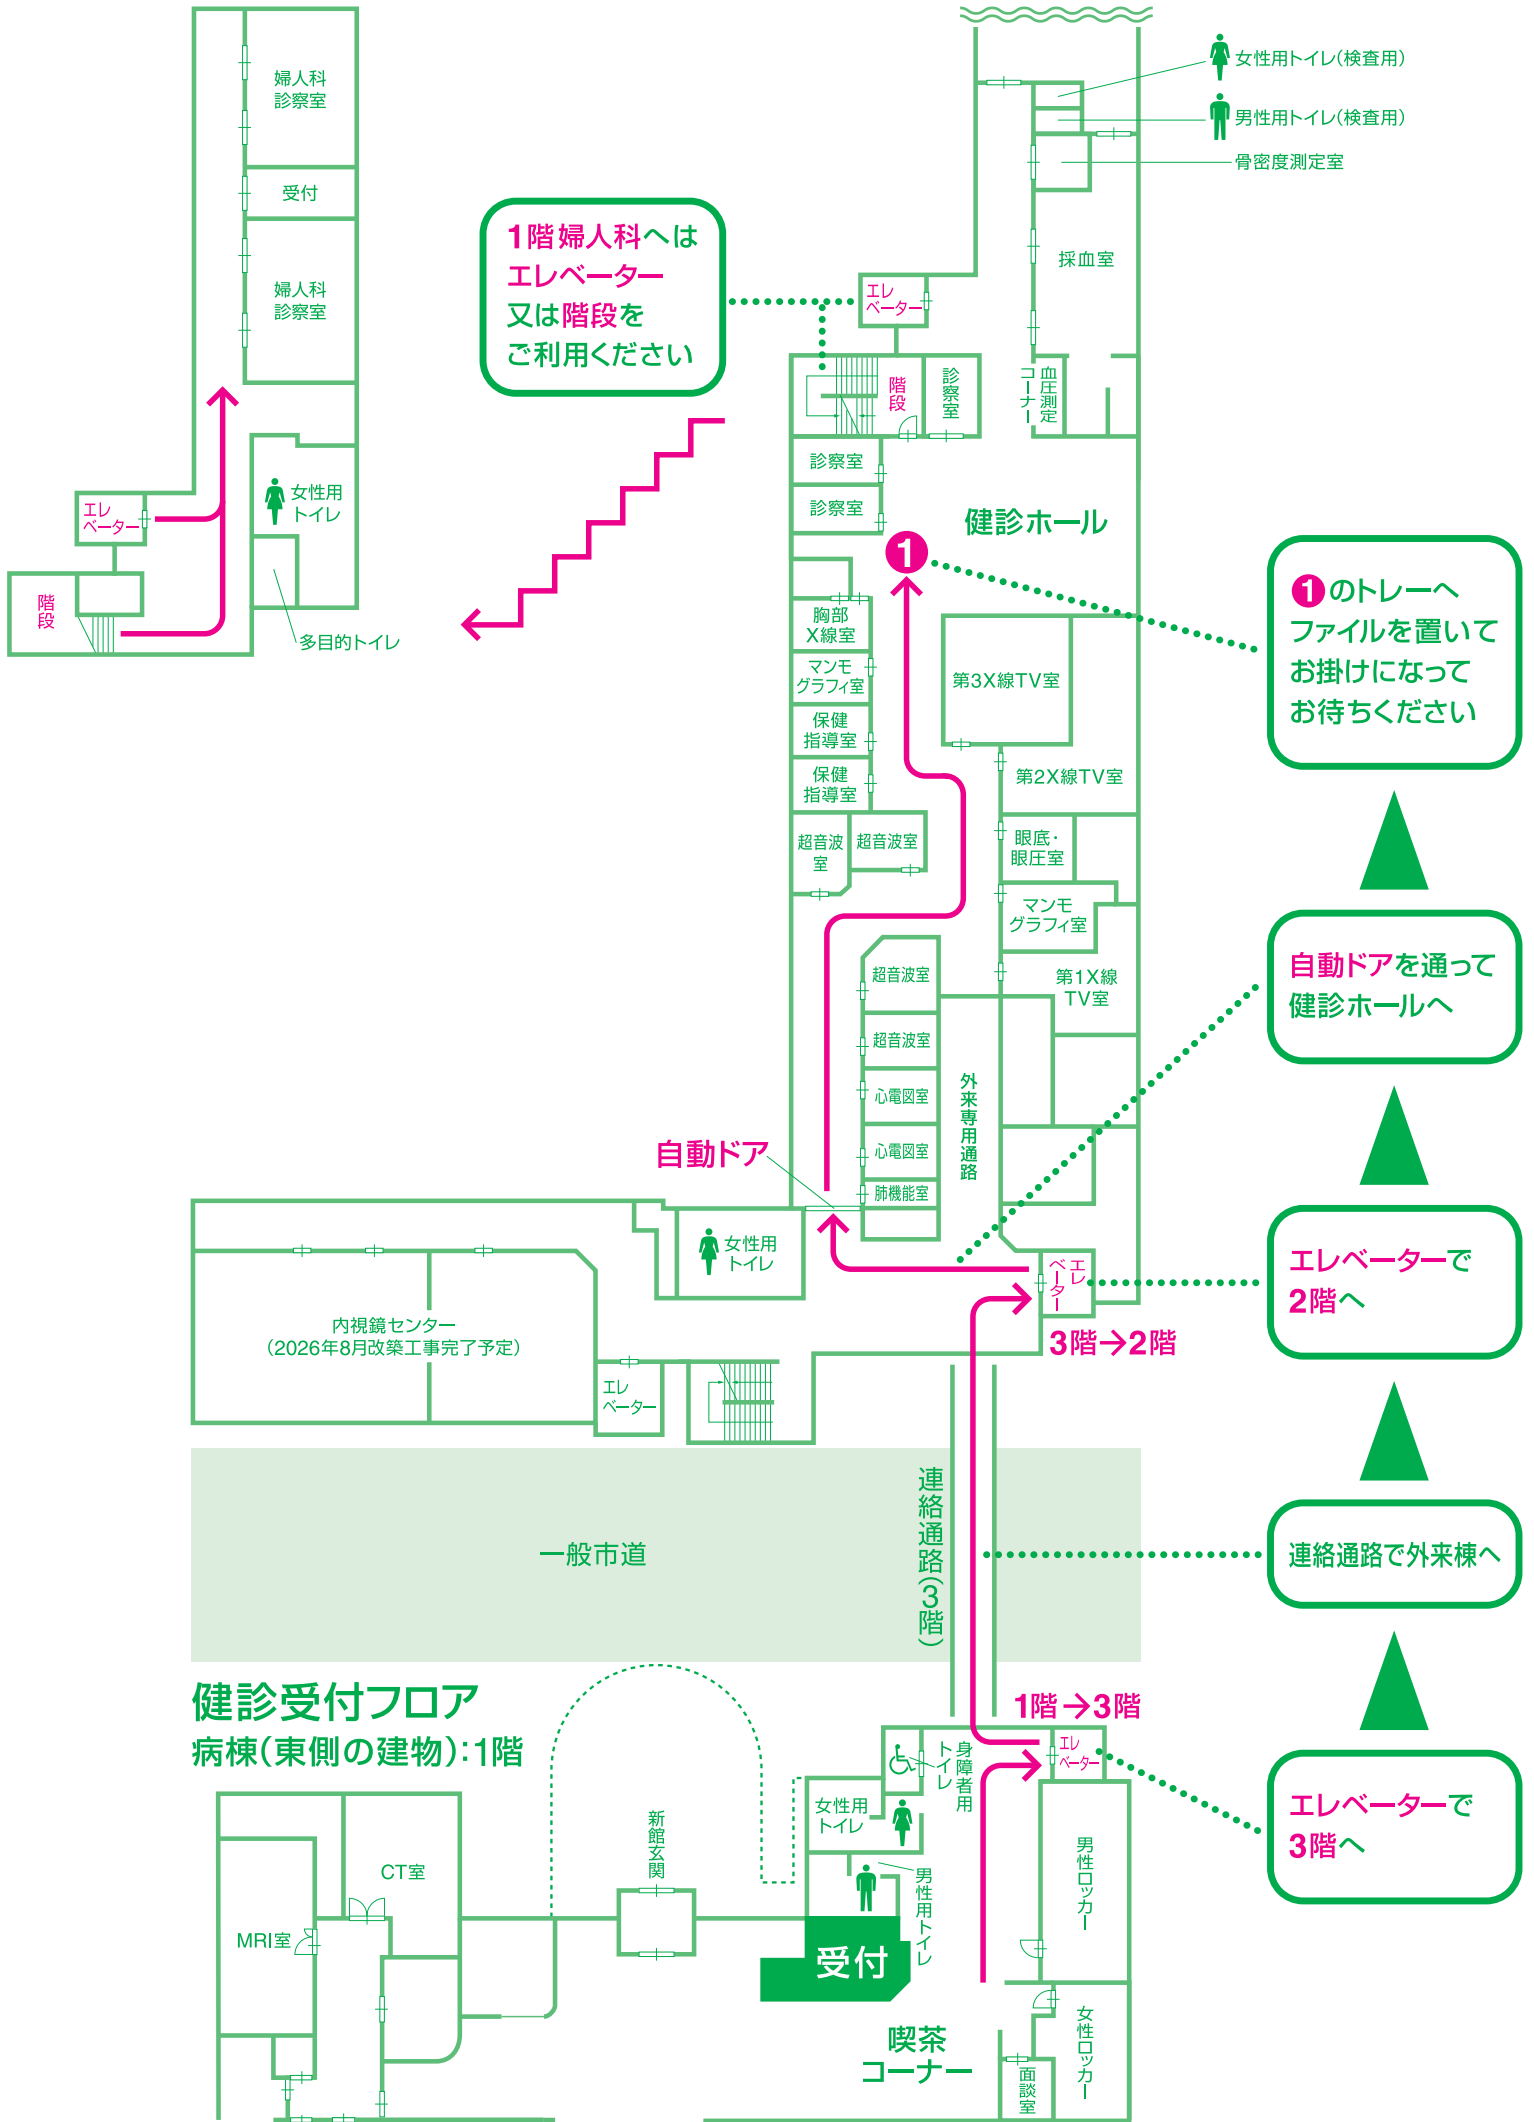 婦人科
診察室
受付
婦人科
診察室
エレ
ベーター
階段
女性用
トイレ
多目的トイレ
1階婦人科へは
エレベーター
又は階段を
ご利用ください
女性用トイレ(検査用)
男性用トイレ(検査用)
骨密度測定室
採血室
エレ
ベーター
階段
診察室
血圧測定
コーナー
診察室
診察室
健診ホール
1
胸部
X線室
マンモ
グラフィ室
保健
指導室
保健
指導室
超音波
室
超音波室
第3X線TV室
第2X線TV室
眼底・
眼圧室
マンモ
グラフィ室
第1X線
TV室
超音波室
超音波室
心電図室
心電図室
肺機能室
外来専用通路
自動ドア
女性用
トイレ
エレ
ベーター
3階→2階
内視鏡センター
(2026年8月改築工事完了予定)
エレ
ベーター
1のトレーへ
ファイルを置いて
お掛けになって
お待ちください
自動ドアを通って
健診ホールへ
エレベーターで
2階へ
連絡通路で外来棟へ
エレベーターで
3階へ
一般市道
連絡通路(3階)
健診受付フロア
病棟(東側の建物):1階
1階→3階
エレ
ベーター
身障者用
トイレ
女性用
トイレ
男性用トイレ
新館玄関
CT室
MRI室
受付
男性ロッカー
女性ロッカー
喫茶
コーナー
面談室